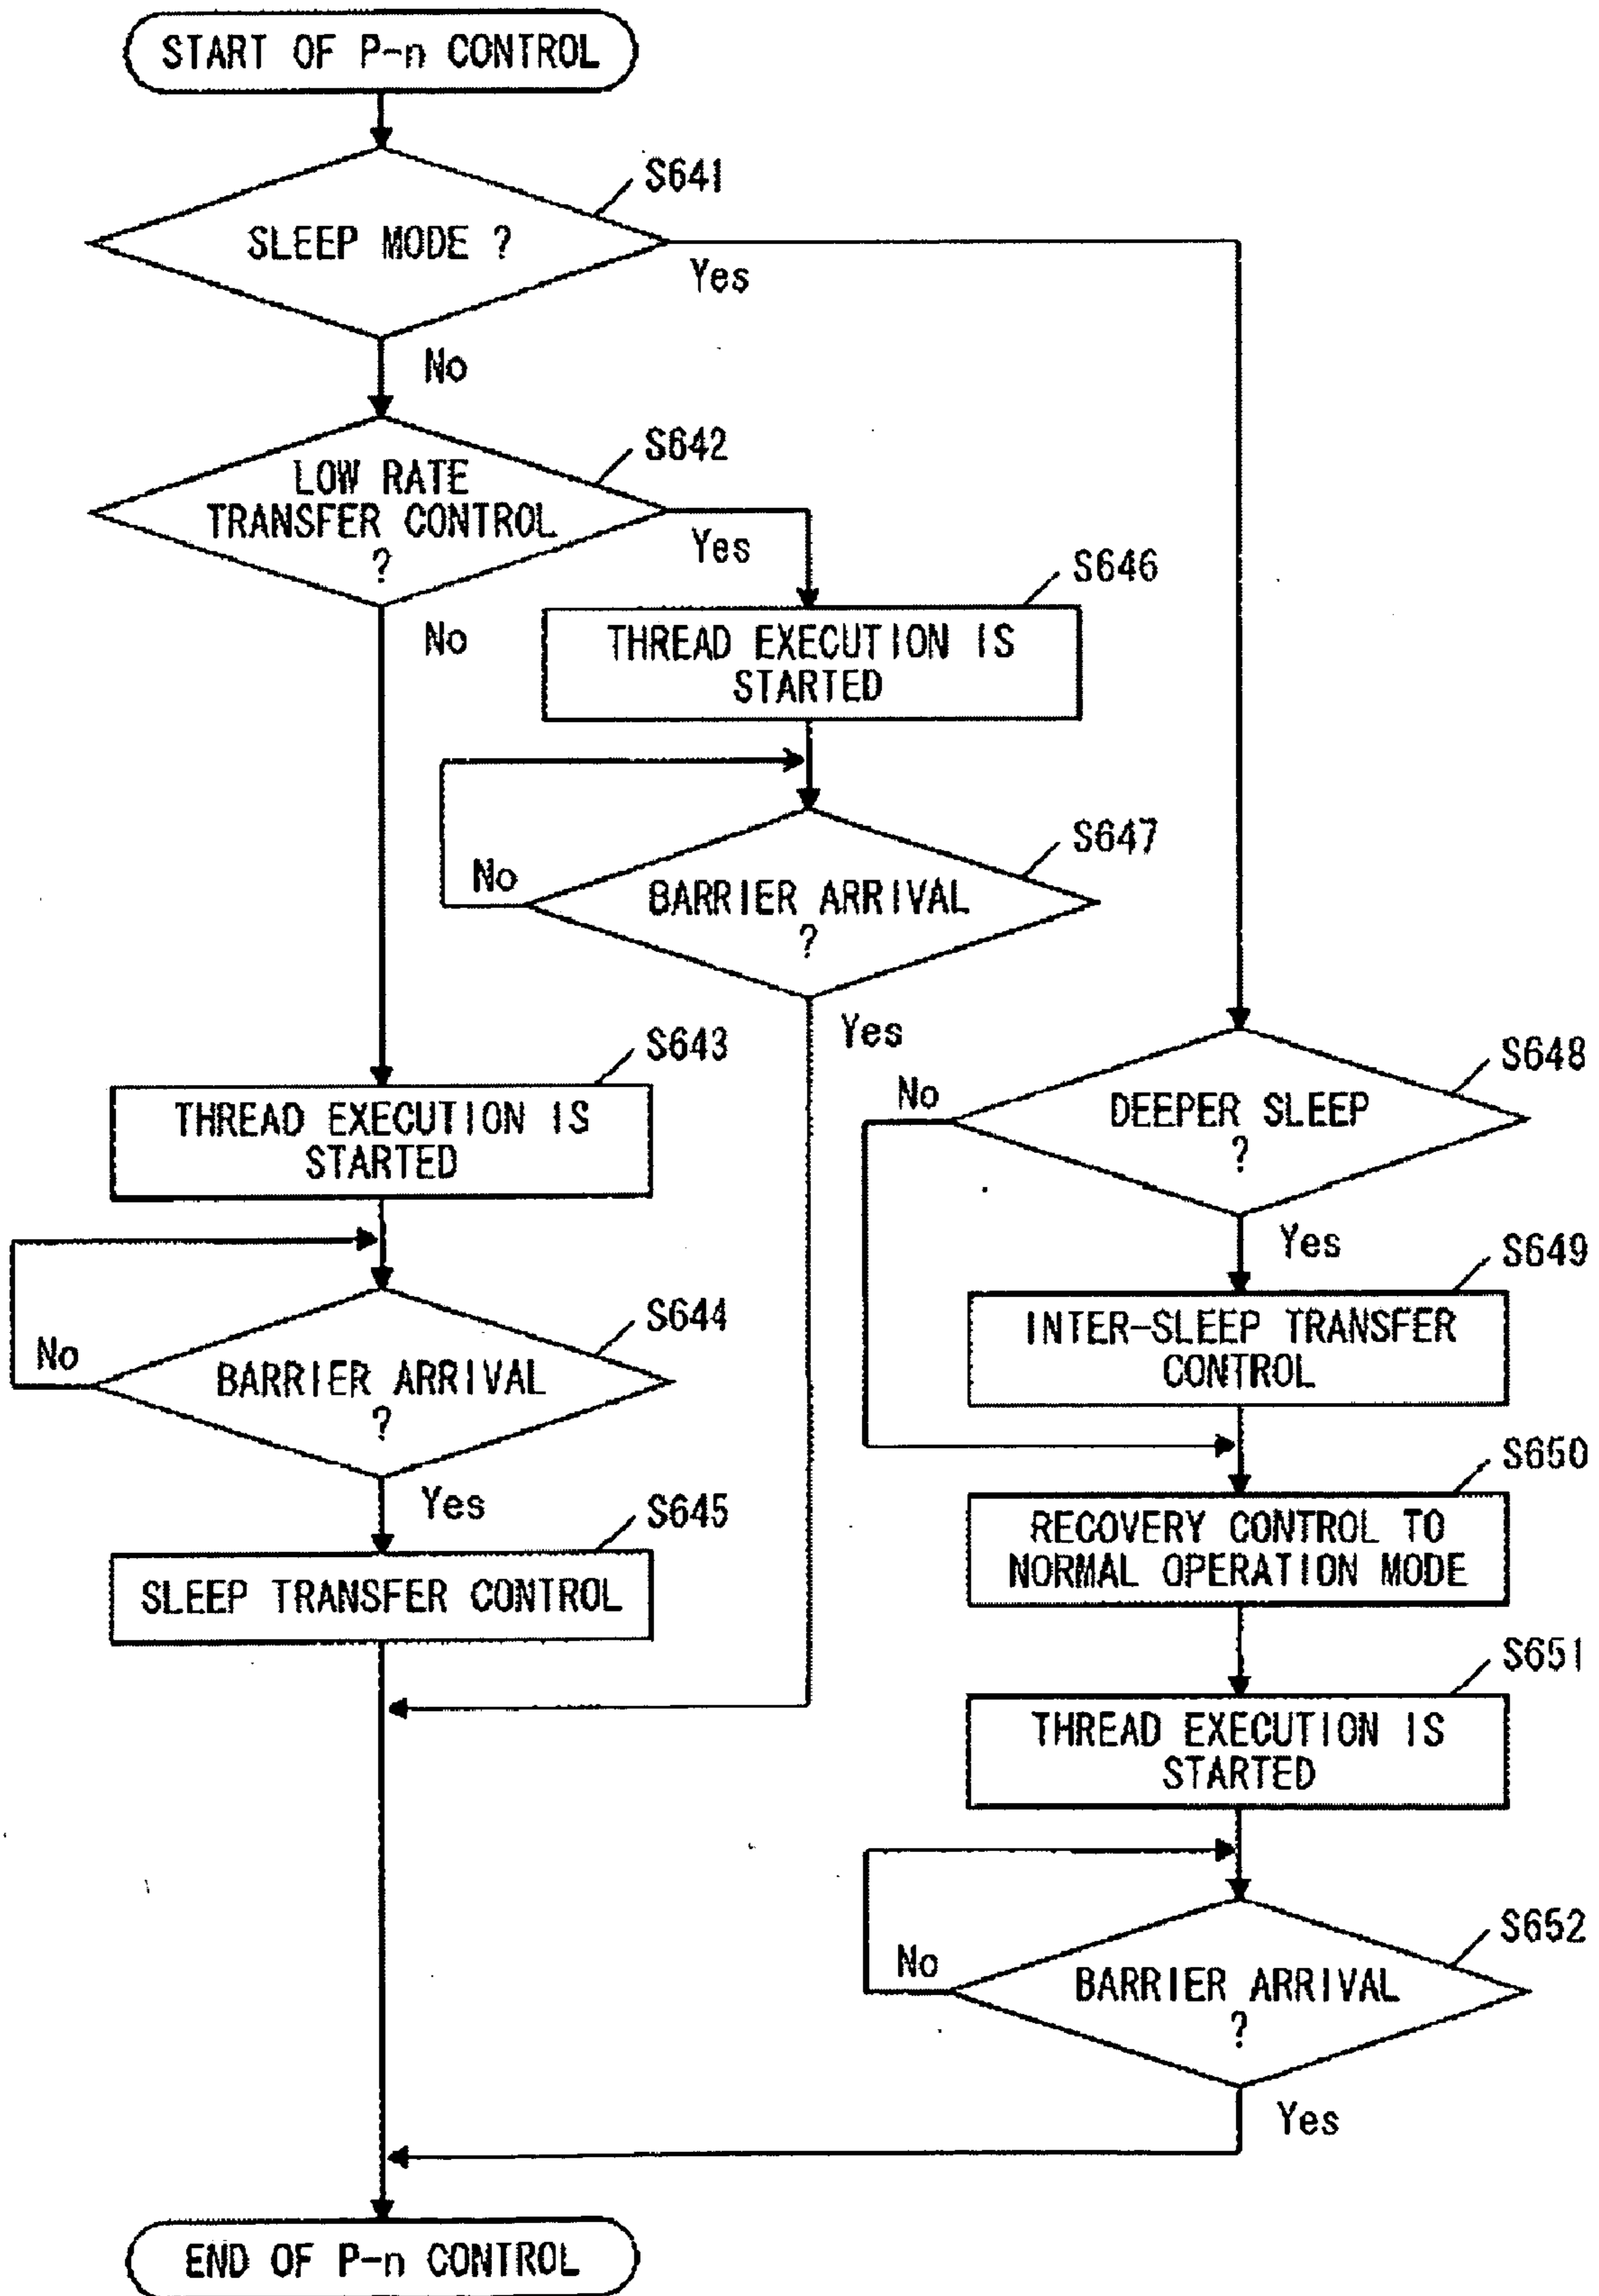 START OF P-n CONTROL
S641
SLEEP MODE ?
Yes
No
S642
LOW RATE
TRANSFER CONTROL
?
Yes
No
S646
THREAD EXECUTION IS
STARTED
S647
No
BARRIER ARRIVAL
?
Yes
S643
THREAD EXECUTION IS
STARTED
S644
No
BARRIER ARRIVAL
?
Yes
S645
SLEEP TRANSFER CONTROL
S648
No
DEEPER SLEEP
?
Yes
S649
INTER-SLEEP TRANSFER
CONTROL
S650
RECOVERY CONTROL TO
NORMAL OPERATION MODE
S651
THREAD EXECUTION IS
STARTED
S652
No
BARRIER ARRIVAL
?
Yes
END OF P-n CONTROL